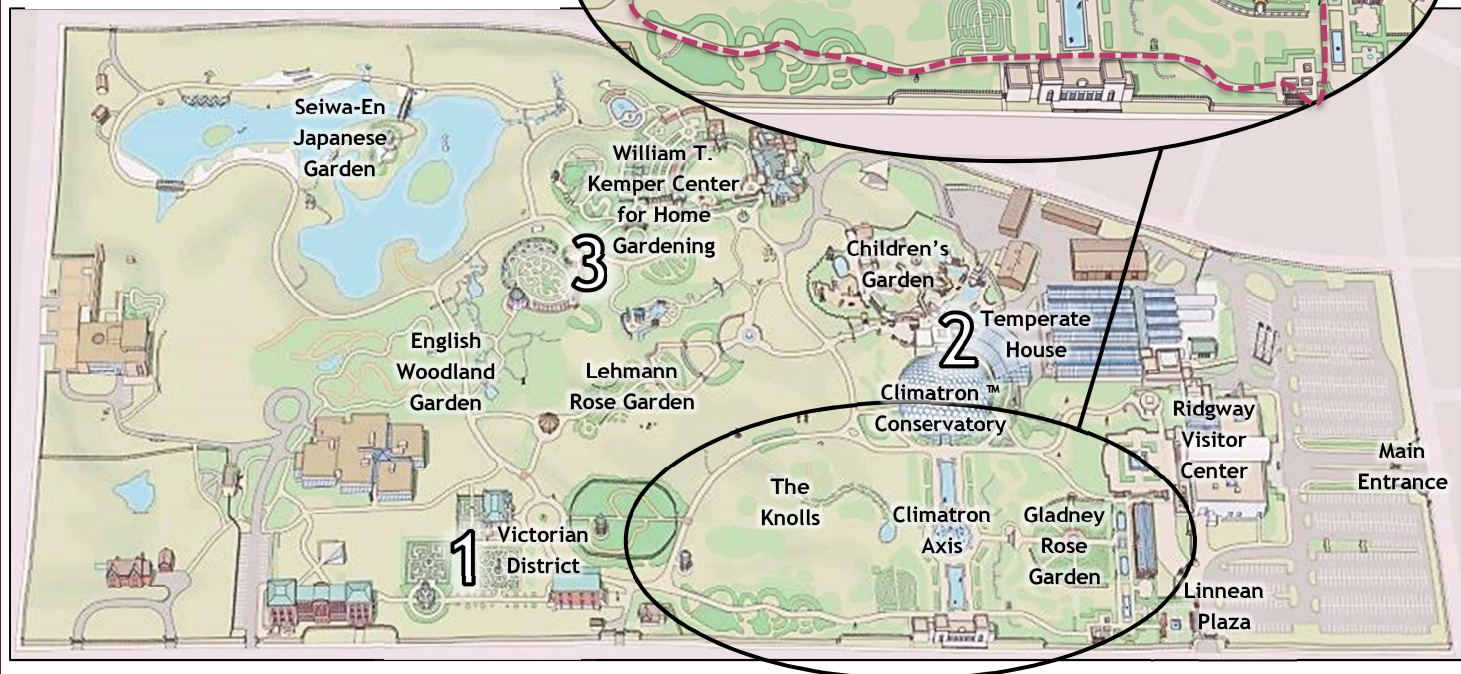 Seiwa-En
Japanese
Garden
William T.
Kemper Center
for Home
Gardening
3
Children's
Garden
2
Temperate
House
English
Woodland
Garden
Lehmann
Rose Garden
Climatron ™
Conservatory
Ridgway
Visitor
Center
Main
Entrance
The
Knolls
Climatron
Axis
Gladney
Rose
Garden
1
Victorian
District
Linnean
Plaza